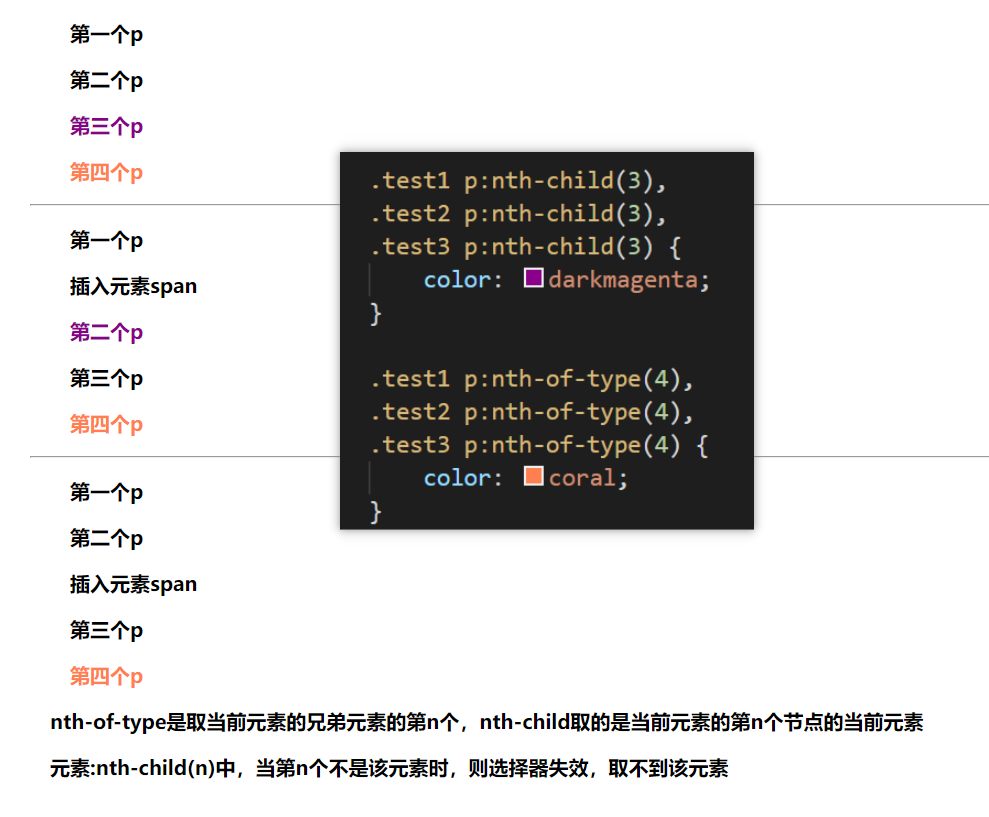 第一个p
第二个p
第三个p
第四个p
第一个p
插入元素span
第二个p
第三个p
第四个p
第一个p
第二个p
插入元素span
第三个p
第四个p
.test1 p:nth-child(3),
.test2 p:nth-child(3),
.test3 p:nth-child(3) {
color: darkmagenta;
}
.test1 p:nth-of-type(4),
.test2 p:nth-of-type(4),
.test3 p:nth-of-type(4) {
color: coral;
}
nth-of-type是取当前元素的兄弟元素的第n个，nth-child取的是当前元素的第n个节点的当前元素
元素:nth-child(n)中，当第n个不是该元素时，则选择器失效，取不到该元素